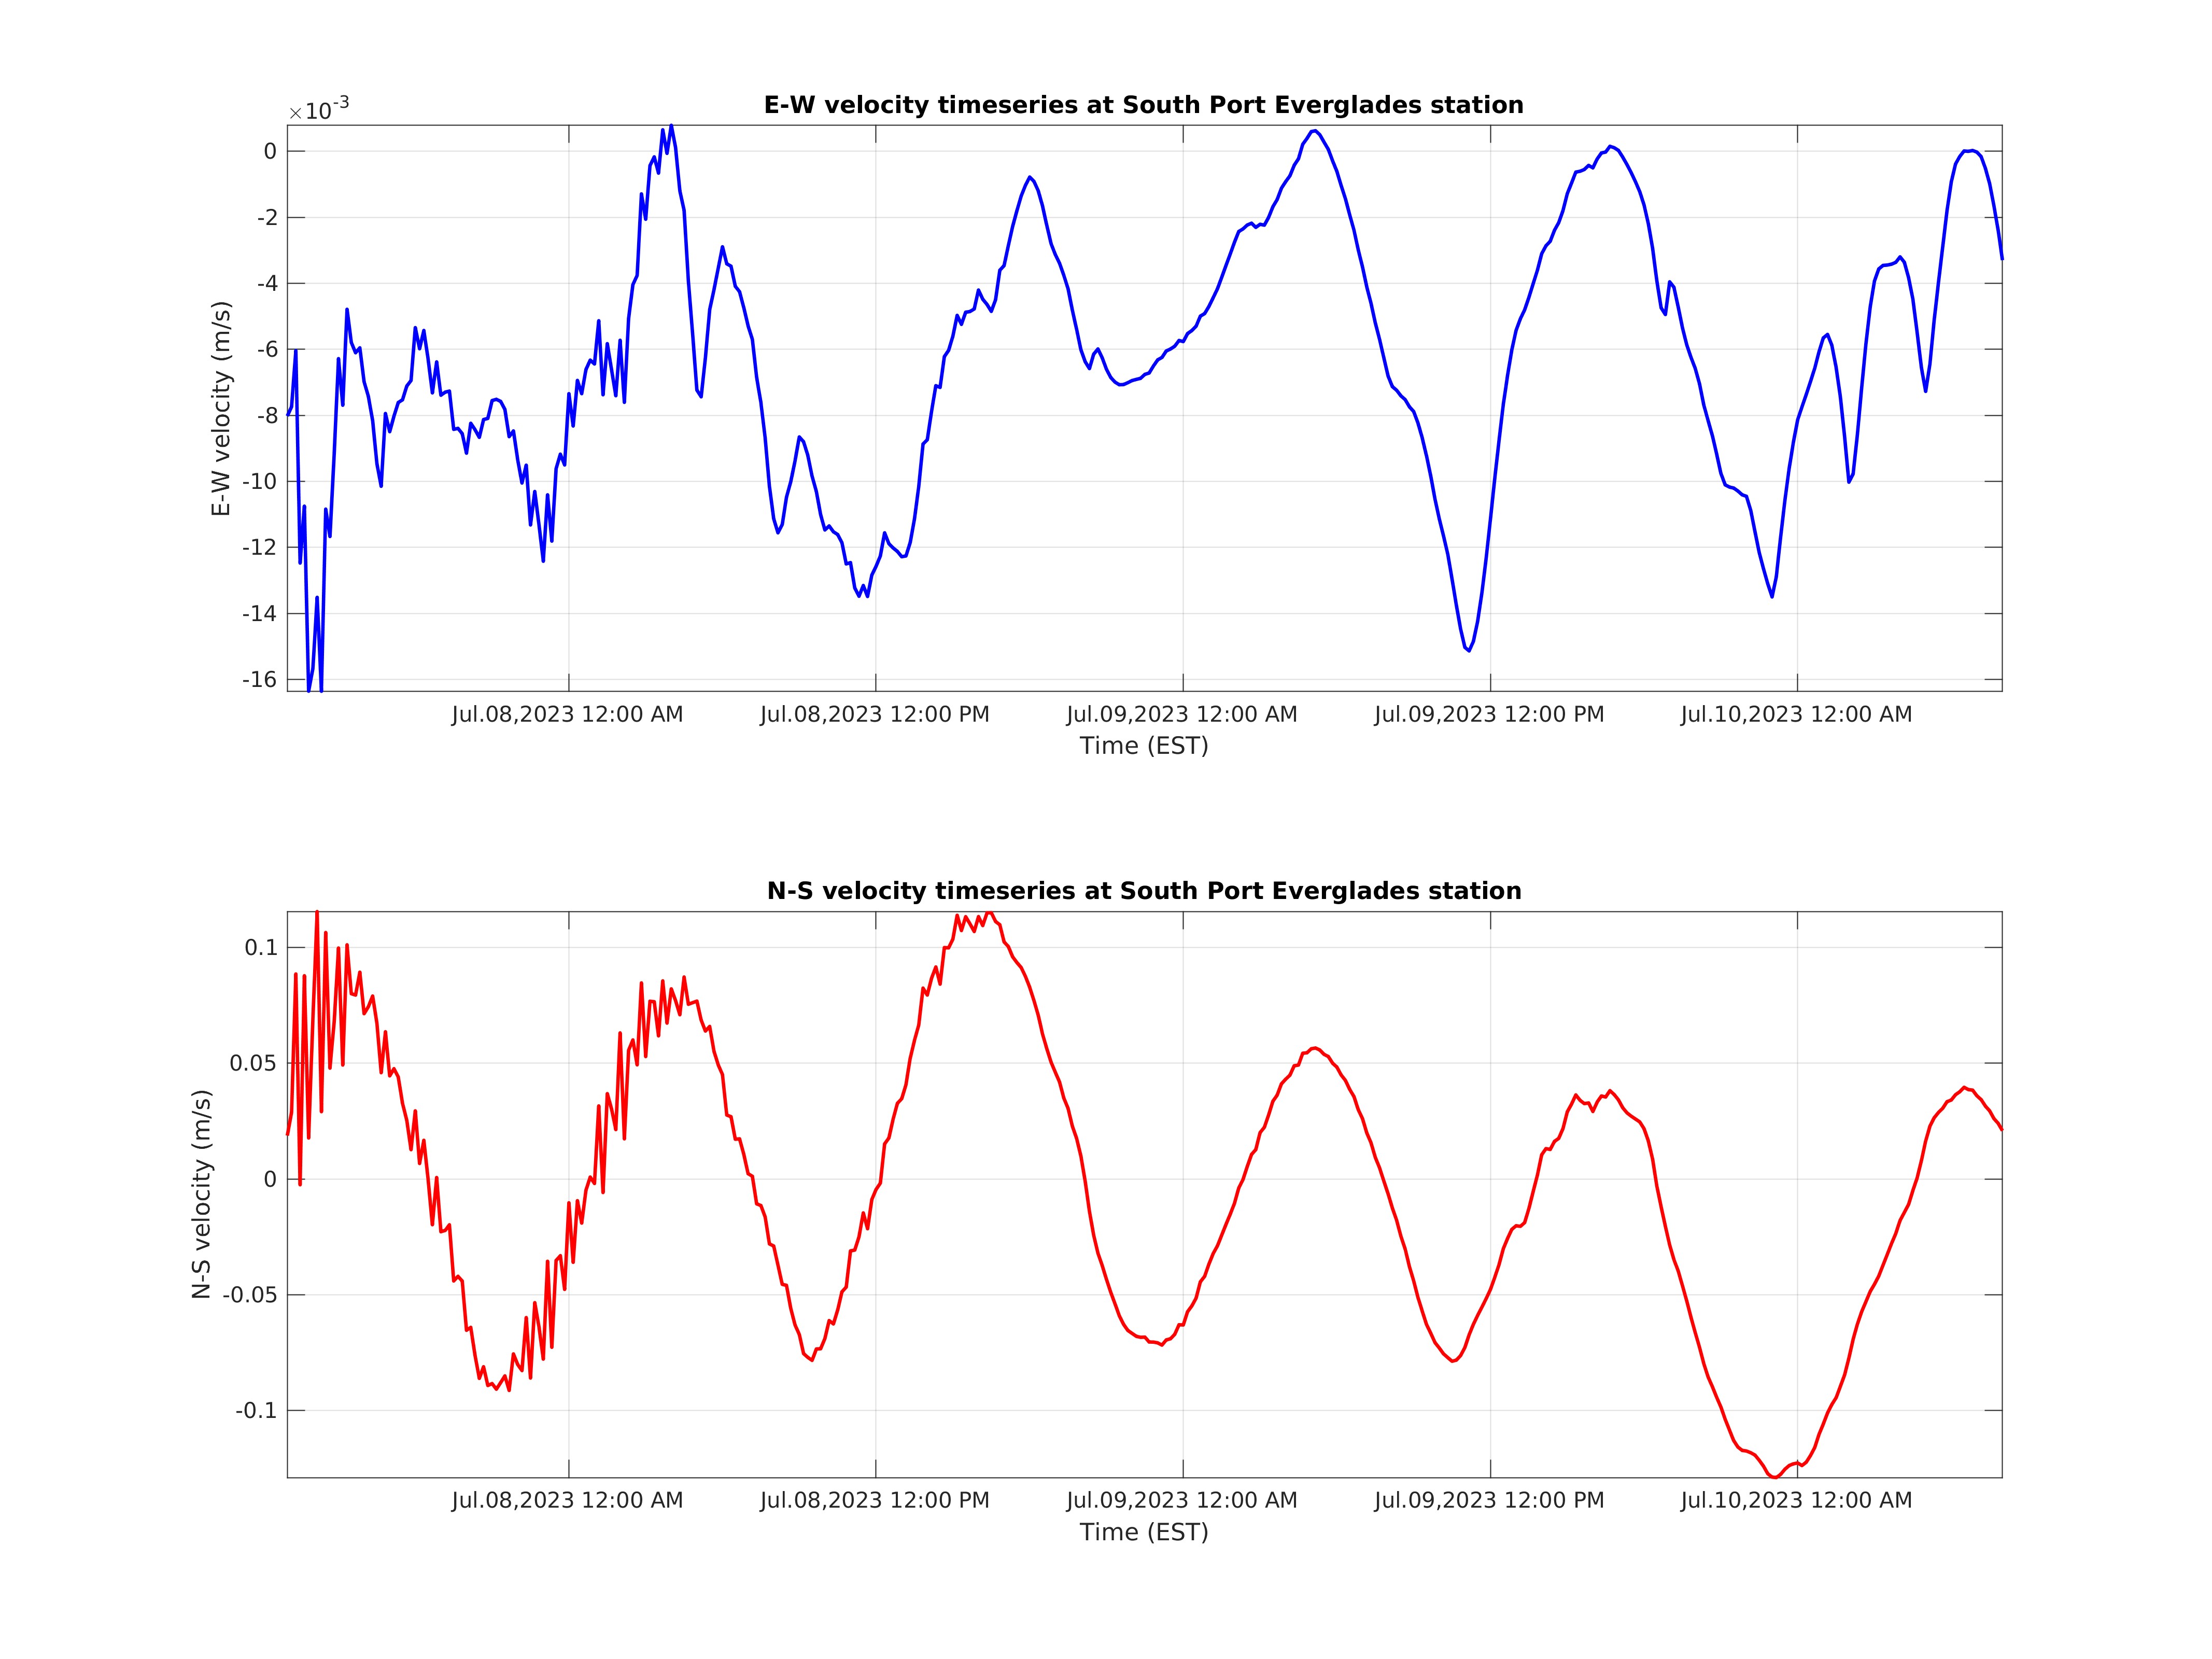 E-W velocity timeseries at South Port Everglades station
×10-3
0
-2
-4
-6
-8
-10
-12
-14
-16
E-W velocity (m/s)
Jul.08,2023 12:00 AM Jul.08,2023 12:00 PM Jul.09,2023 12:00 AM Jul.09,2023 12:00 PM Jul.10,2023 12:00 AM
Time (EST)
N-S velocity timeseries at South Port Everglades station
0.1
0.05
0
-0.05
-0.1
N-S velocity (m/s)
Jul.08,2023 12:00 AM Jul.08,2023 12:00 PM Jul.09,2023 12:00 AM Jul.09,2023 12:00 PM Jul.10,2023 12:00 AM
Time (EST)